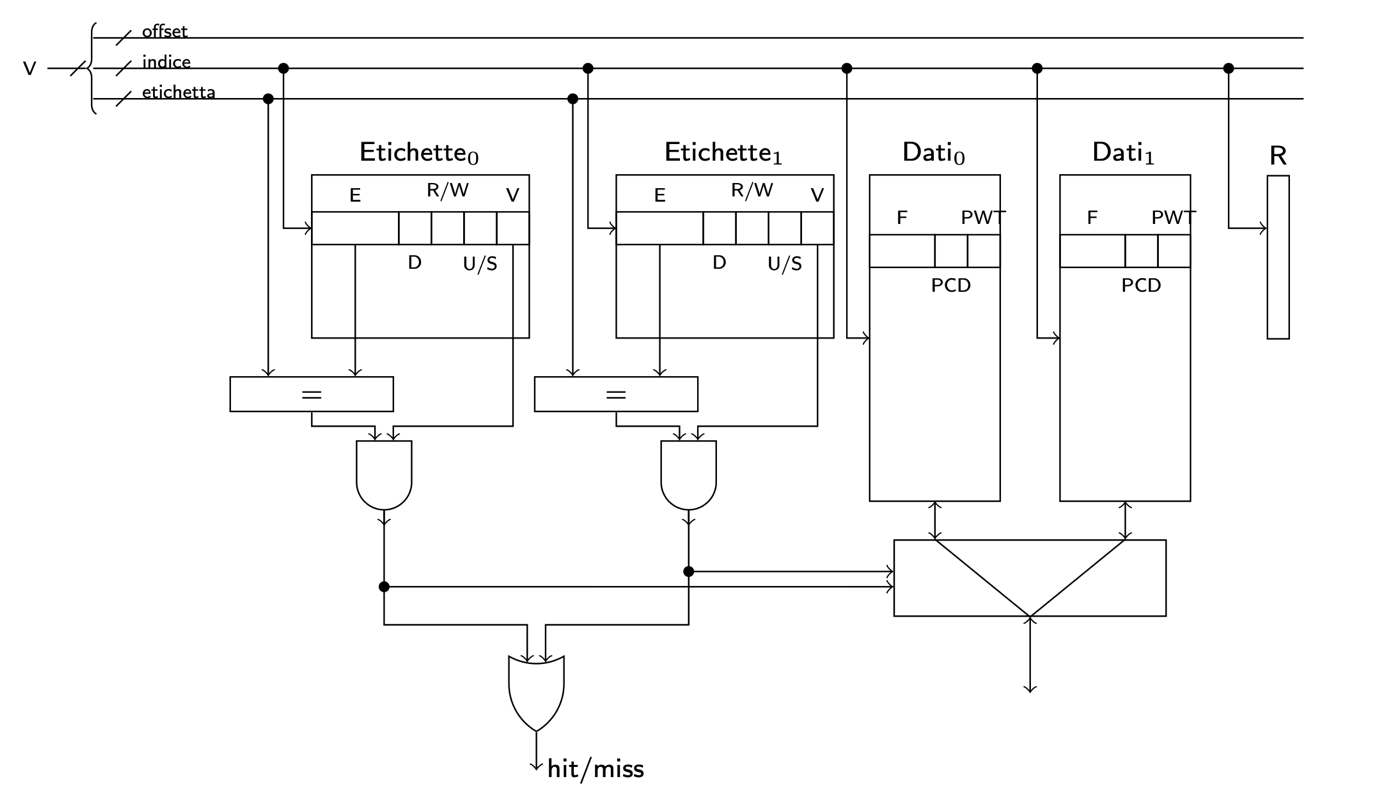 offset
V
indice
etichetta
Etichette₀
Etichette₁
Dati₀
Dati₁
R
E
R/W
V
E
R/W
V
F
PWT
F
PWT
D
U/S
D
U/S
PCD
PCD
=
=
hit/miss